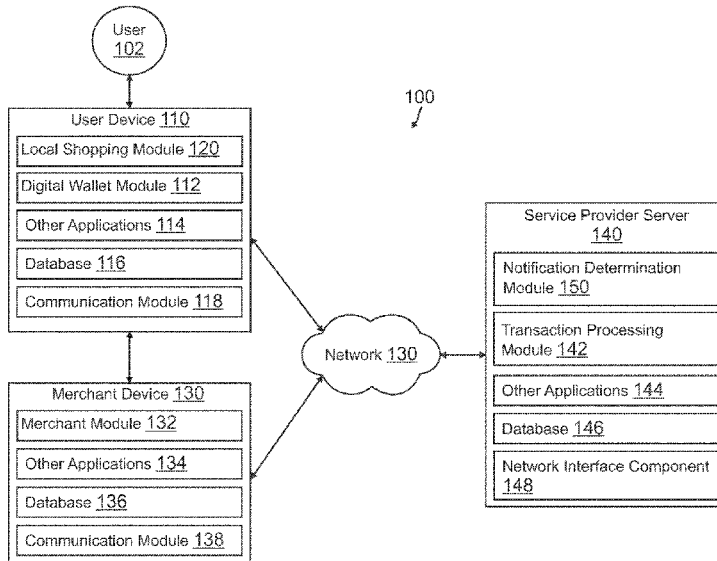 User
102
100
User Device 110
Local Shopping Module 120
Digital Wallet Module 112
Other Applications 114
Database 116
Communication Module 118
Merchant Device 130
Merchant Module 132
Other Applications 134
Database 136
Communication Module 138
Network 130
Service Provider Server
140
Notification Determination
Module 150
Transaction Processing
Module 142
Other Applications 144
Database 146
Network Interface Component
148